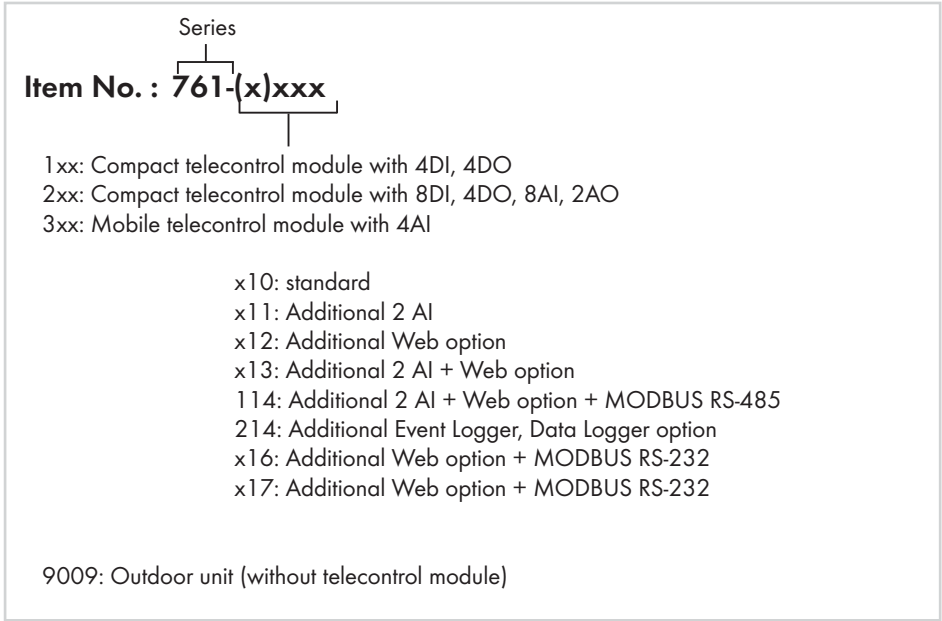 Series
Item No. : 761-(x)xxx
1xx: Compact telecontrol module with 4DI, 4DO
2xx: Compact telecontrol module with 8DI, 4DO, 8AI, 2AO
3xx: Mobile telecontrol module with 4AI
x10: standard
x11: Additional 2 AI
x12: Additional Web option
x13: Additional 2 AI + Web option
114: Additional 2 AI + Web option + MODBUS RS-485
214: Additional Event Logger, Data Logger option
x16: Additional Web option + MODBUS RS-232
x17: Additional Web option + MODBUS RS-232
9009: Outdoor unit (without telecontrol module)